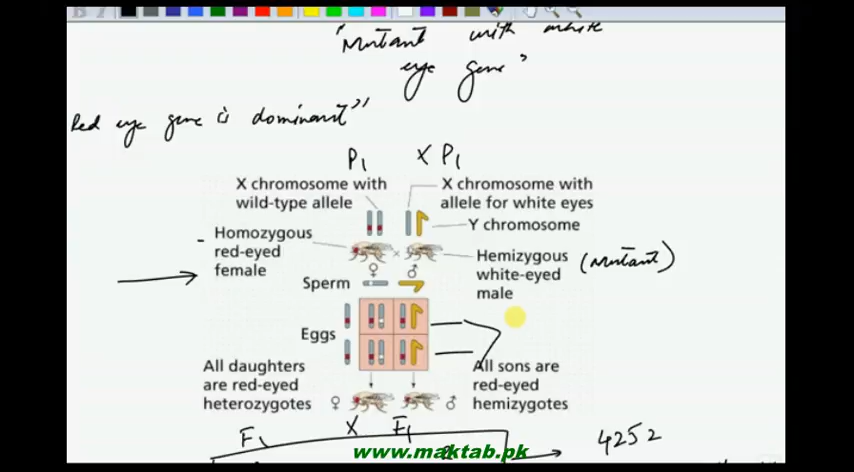 "Mutant with white
eye gene"
Red eye gene is dominant"
P1 X P1
X chromosome with
wild-type allele
X chromosome with
allele for white eyes
Y chromosome
Homozygous
red-eyed
female
Hemizygous
white-eyed
male
(Mutant)
Sperm
Eggs
All daughters
are red-eyed
heterozygotes
All sons are
red-eyed
hemizygotes
F1 X F1
4252
www.maktab.pk